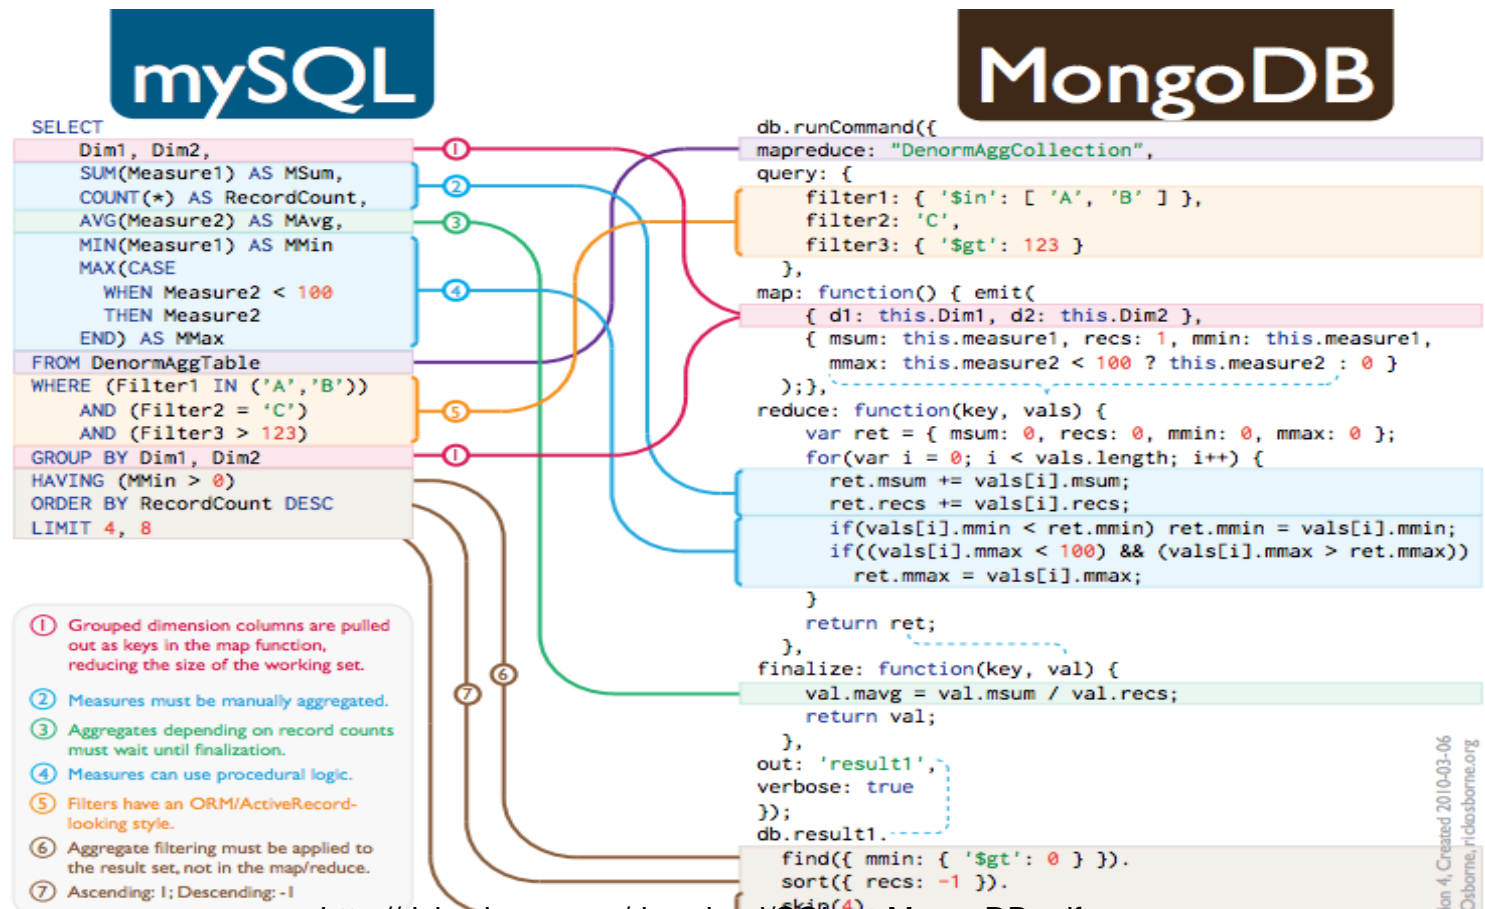 mySQL
SELECT
Dim1, Dim2,
SUM(Measure1) AS MSum,
COUNT(*) AS RecordCount,
AVG(Measure2) AS MAvg,
MIN(Measure1) AS MMin
MAX(CASE
WHEN Measure2 < 100
THEN Measure2
END) AS MMax
FROM DenormAggTable
WHERE (Filter1 IN ('A','B'))
AND (Filter2 = 'C')
AND (Filter3 > 123)
GROUP BY Dim1, Dim2
HAVING (MMin > 0)
ORDER BY RecordCount DESC
LIMIT 4, 8
1
2
3
4
5
1
6
7
1 Grouped dimension columns are pulled
out as keys in the map function,
reducing the size of the working set.
2 Measures must be manually aggregated.
3 Aggregates depending on record counts
must wait until finalization.
4 Measures can use procedural logic.
5 Filters have an ORM/ActiveRecord-
looking style.
6 Aggregate filtering must be applied to
the result set, not in the map/reduce.
7 Ascending: 1; Descending: -1
MongoDB
db.runCommand({
mapreduce: "DenormAggCollection",
query: {
filter1: { '$in': [ 'A', 'B' ] },
filter2: 'C',
filter3: { '$gt': 123 }
},
map: function() { emit(
{ d1: this.Dim1, d2: this.Dim2 },
{ msum: this.measure1, recs: 1, mmin: this.measure1,
mmax: this.measure2 < 100 ? this.measure2 : 0 }
);},
reduce: function(key, vals) {
var ret = { msum: 0, recs: 0, mmin: 0, mmax: 0 };
for(var i = 0; i < vals.length; i++) {
ret.msum += vals[i].msum;
ret.recs += vals[i].recs;
if(vals[i].mmin < ret.mmin) ret.mmin = vals[i].mmin;
if((vals[i].mmax < 100) && (vals[i].mmax > ret.mmax))
ret.mmax = vals[i].mmax;
}
return ret;
},
finalize: function(key, val) {
val.mavg = val.msum / val.recs;
return val;
},
out: 'result1',
verbose: true
});
db.result1.
find({ mmin: { '$gt': 0 } }).
sort({ recs: -1 }).
skip(4)
4, Created 2010-03-06
Osborne, rickosborne.org